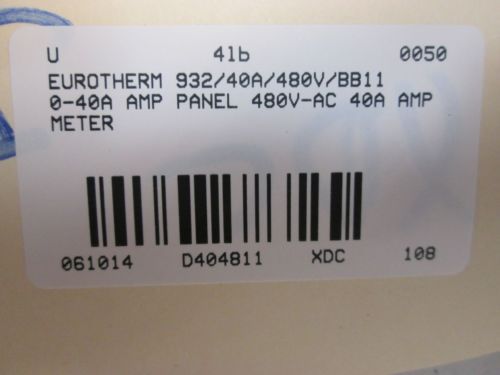 U 4lb 0050
EUROTHERM 932/40A/480V/BB11
0-40A AMP PANEL 480V-AC 40A AMP
METER
061014 D404811 XDC 108